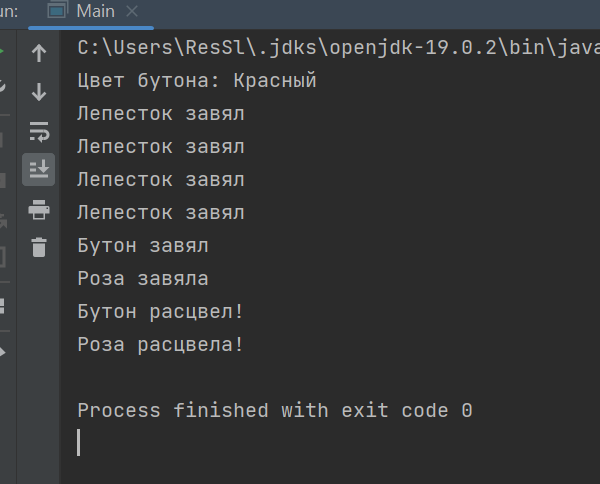 un: Main
C:\Users\ResSl\.jdks\openjdk-19.0.2\bin\java
Цвет бутона: Красный
Лепесток завял
Лепесток завял
Лепесток завял
Лепесток завял
Бутон завял
Роза завяла
Бутон расцвел!
Роза расцвела!
Process finished with exit code 0